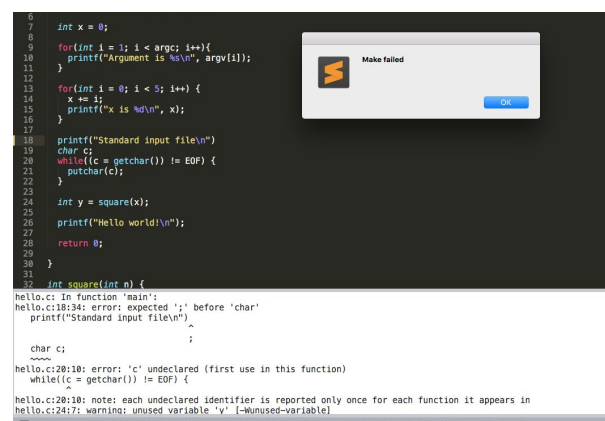 6
7 int x = 0;
8
9 for(int i = 1; i < argc; i++){
10 printf("Argument is %s\n", argv[i]);
11 }
12
13 for(int i = 0; i < 5; i++) {
14 x += i;
15 printf("x is %d\n", x);
16 }
17
18 printf("Standard input file\n")
19 char c;
20 while((c = getchar()) != EOF) {
21 putchar(c);
22 }
23
24 int y = square(x);
25
26 printf("Hello world!\n");
27
28 return 0;
29
30 }
31
32 int square(int n) {
Make failed
OK
hello.c: In function 'main':
hello.c:18:34: error: expected ';' before 'char'
printf("Standard input file\n")
^
;
char c;
~~~~
hello.c:20:10: error: 'c' undeclared (first use in this function)
while((c = getchar()) != EOF) {
^
hello.c:20:10: note: each undeclared identifier is reported only once for each function it appears in
hello.c:24:7: warning: unused variable 'y' [-Wunused-variable]